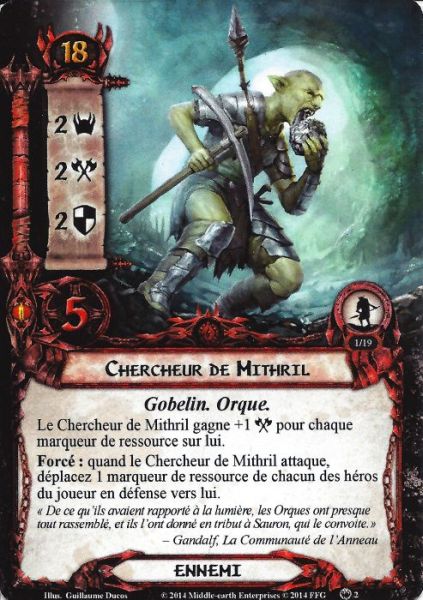 18
2
2
2
5
1/19
Chercheur de Mithril
Gobelin. Orque.
Le Chercheur de Mithril gagne +1 pour chaque
marqueur de ressource sur lui.
Forcé : quand le Chercheur de Mithril attaque,
déplacez 1 marqueur de ressource de chacun des héros
du joueur en défense vers lui.
« De ce qu'ils avaient rapporté à la lumière, les Orques ont presque
tout rassemblé, et ils l'ont donné en tribut à Sauron, qui le convoite. »
– Gandalf, La Communauté de l'Anneau
ENNEMI
Illus. Guillaume Ducos © 2014 Middle-earth Enterprises © 2014 FFG 2